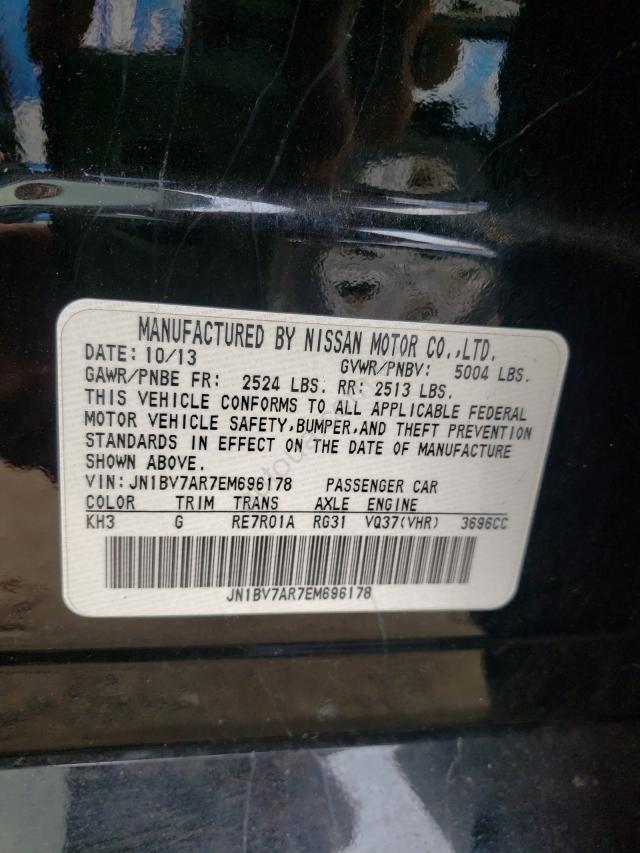 MANUFACTURED BY NISSAN MOTOR CO.,LTD.
DATE: 10/13 GVWR/PNBV: 5004 LBS.
GAWR/PNBE FR: 2524 LBS. RR: 2513 LBS.
THIS VEHICLE CONFORMS TO ALL APPLICABLE FEDERAL
MOTOR VEHICLE SAFETY,BUMPER,AND THEFT PREVENTION
STANDARDS IN EFFECT ON THE DATE OF MANUFACTURE
SHOWN ABOVE.
VIN:JN1BV7AR7EM696178 PASSENGER CAR
COLOR TRIM TRANS AXLE ENGINE
KH3 G RE7R01A RG31 VQ37(VHR) 3696CC
JN1BV7AR7EM696178